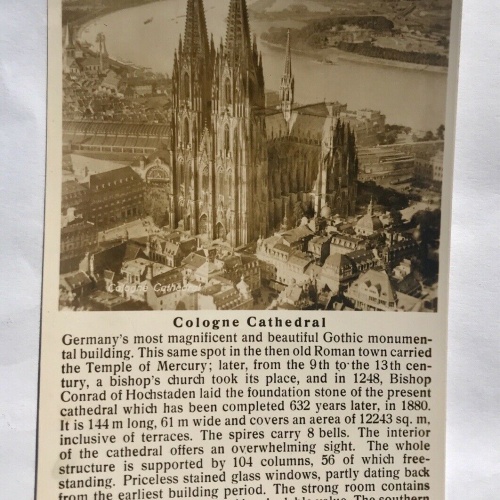 Cologne Cathedral
Cologne Cathedral
Germany's most magnificent and beautiful Gothic monumen-
tal building. This same spot in the then old Roman town carried
the Temple of Mercury; later, from the 9th to the 13th cen-
tury, a bishop's church took its place, and in 1248, Bishop
Conrad of Hochstaden laid the foundation stone of the present
cathedral which has been completed 632 years later, in 1880.
It is 144 m long, 61 m wide and covers an aerea of 12243 sq. m,
inclusive of terraces. The spires carry 8 bells. The interior
of the cathedral offers an overwhelming sight. The whole
structure is supported by 104 columns, 56 of which free-
standing. Priceless stained glass windows, partly dating back
from the earliest building period. The strong room contains
The southern